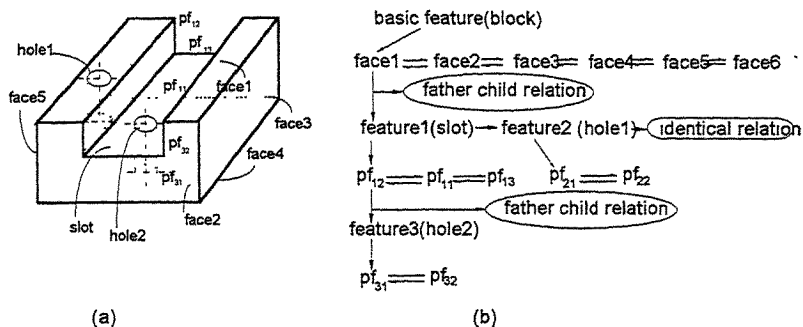 pf12
hole1
pf13
pf11
face1
face5
face3
pf32
face4
pf31
slot
hole2
face2
(a)
basic feature(block)
face1 face2 face3 face4 face5 face6
father child relation
feature1(slot) feature2 (hole1) identical relation
pf12 pf11 pf13 pf21 pf22
father child relation
feature3(hole2)
pf31 pf32
(b)